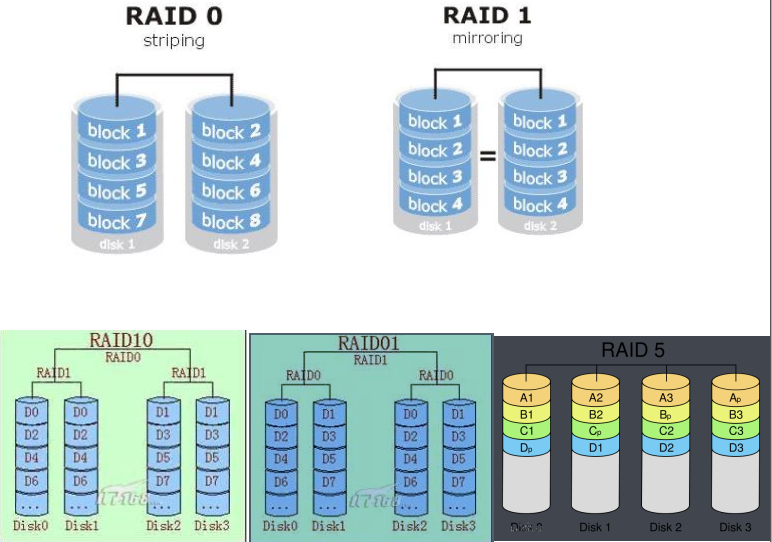 RAID 0
striping
block 1
block 3
block 5
block 7
disk 1
block 2
block 4
block 6
block 8
disk 2
RAID 1
mirroring
block 1
block 2
block 3
block 4
disk 1
=
block 1
block 2
block 3
block 4
disk 2
RAID10
RAID0
RAID1
RAID1
D0
D2
D4
D6
...
Disk0
D0
D2
D4
D6
...
Disk1
D1
D3
D5
D7
...
Disk2
D1
D3
D5
D7
...
Disk3
RAID01
RAID1
RAID0
RAID0
D0
D2
D4
D6
...
Disk0
D1
D3
D5
D7
...
Disk1
D0
D2
D4
D6
...
Disk2
D1
D3
D5
D7
...
Disk3
RAID 5
A1
B1
C1
Dp
Disk 0
A2
B2
Cp
D1
Disk 1
A3
Bp
C2
D2
Disk 2
Ap
B3
C3
D3
Disk 3